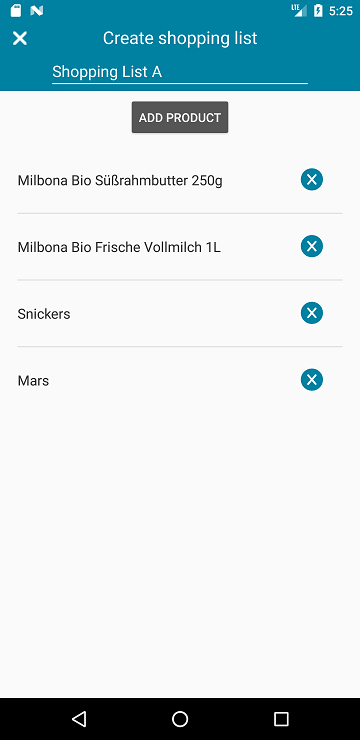 LTE 5:25
Create shopping list
Shopping List A
ADD PRODUCT
Milbona Bio Süßrahmbutter 250g
Milbona Bio Frische Vollmilch 1L
Snickers
Mars